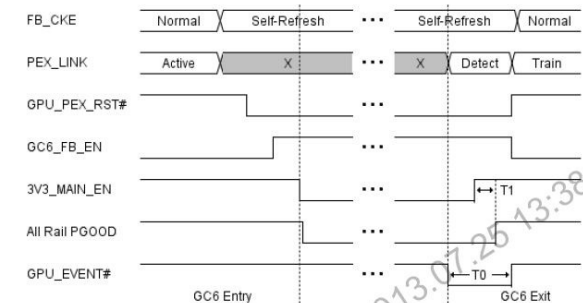 FB_CKE Normal Self-Refresh ••• Self-Refresh Normal
PEX_LINK Active X ••• X Detect Train
GPU_PEX_RST# •••
GC6_FB_EN •••
3V3_MAIN_EN ••• T1
All Rail PGOOD •••
GPU_EVENT# ••• T0
GC6 Entry GC6 Exit
013.07.25 13:38